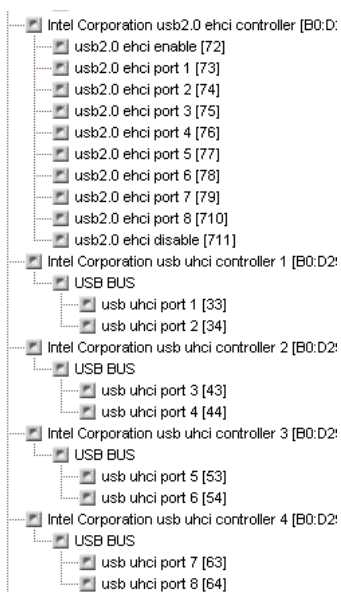 Intel Corporation usb2.0 ehci controller [B0:D
usb2.0 ehci enable [72]
usb2.0 ehci port 1 [73]
usb2.0 ehci port 2 [74]
usb2.0 ehci port 3 [75]
usb2.0 ehci port 4 [76]
usb2.0 ehci port 5 [77]
usb2.0 ehci port 6 [78]
usb2.0 ehci port 7 [79]
usb2.0 ehci port 8 [710]
usb2.0 ehci disable [711]
Intel Corporation usb uhci controller 1 [B0:D29
USB BUS
usb uhci port 1 [33]
usb uhci port 2 [34]
Intel Corporation usb uhci controller 2 [B0:D29
USB BUS
usb uhci port 3 [43]
usb uhci port 4 [44]
Intel Corporation usb uhci controller 3 [B0:D29
USB BUS
usb uhci port 5 [53]
usb uhci port 6 [54]
Intel Corporation usb uhci controller 4 [B0:D29
USB BUS
usb uhci port 7 [63]
usb uhci port 8 [64]